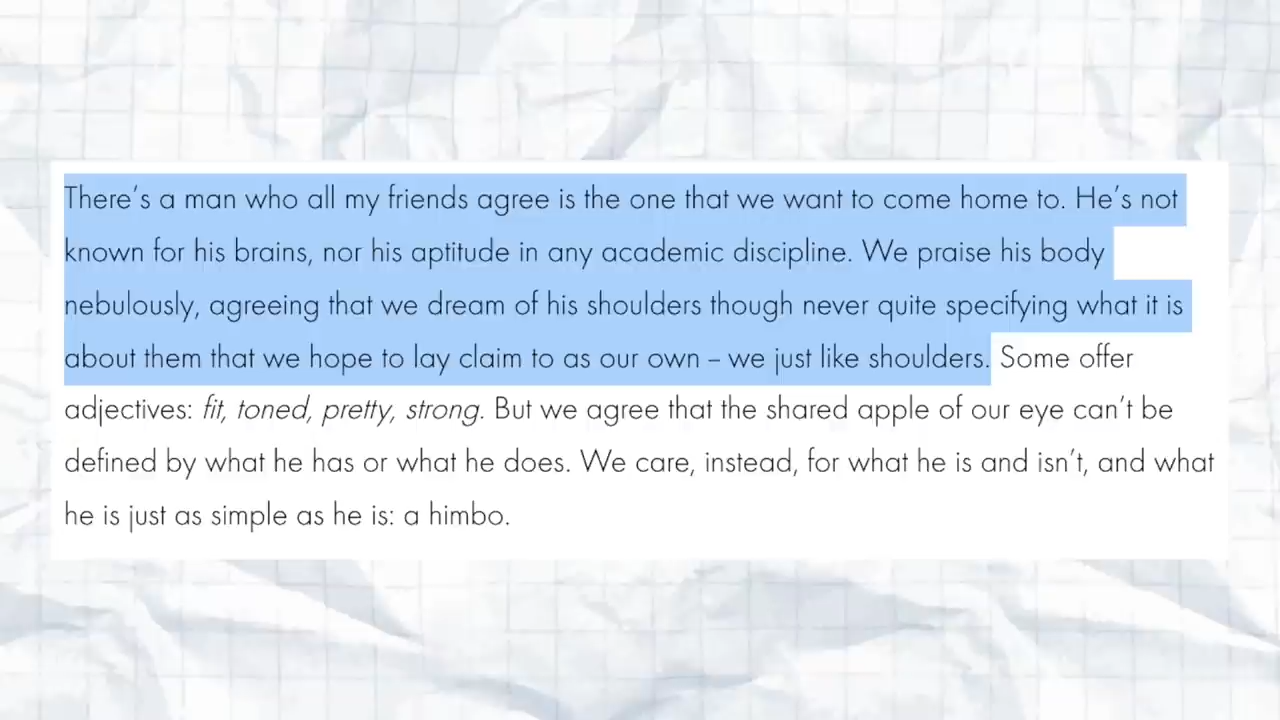 There’s a man who all my friends agree is the one that we want to come home to. He’s not
known for his brains, nor his aptitude in any academic discipline. We praise his body
nebulously, agreeing that we dream of his shoulders though never quite specifying what it is
about them that we hope to lay claim to as our own – we just like shoulders. Some offer
adjectives: fit, toned, pretty, strong. But we agree that the shared apple of our eye can’t be
defined by what he has or what he does. We care, instead, for what he is and isn’t, and what
he is just as simple as he is: a himbo.